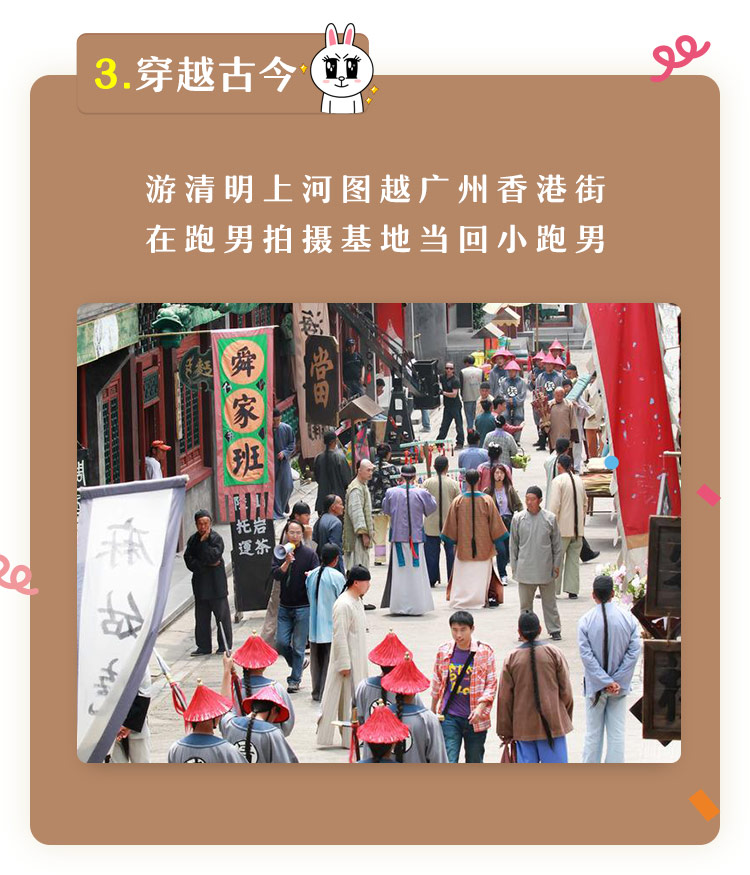 3.穿越古今
游清明上河图越广州香港街
在跑男拍摄基地当回小跑男
舜家班
當
岩茶
托運
麻